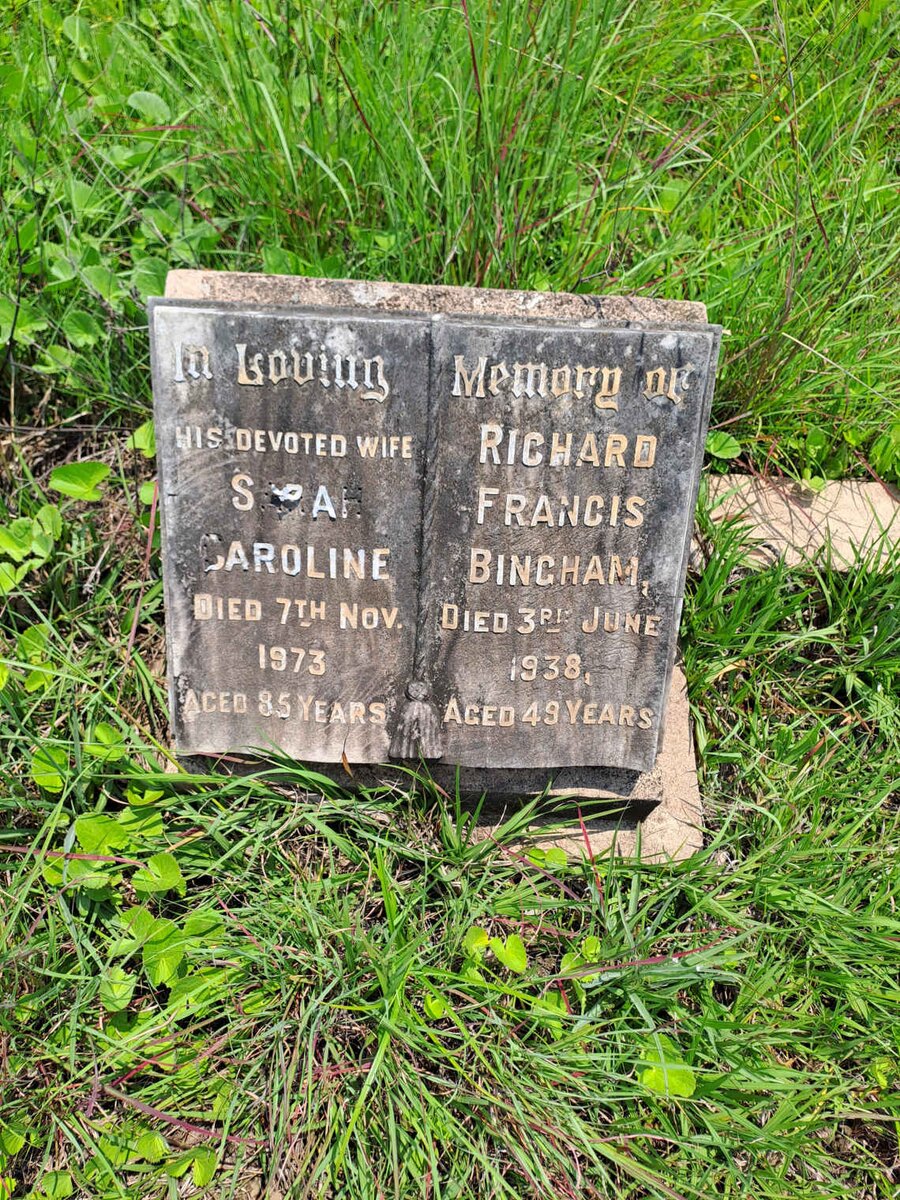 In Loving Memory of
HIS DEVOTED WIFE
SARAH
CAROLINE
DIED 7TH NOV.
1973
AGED 85 YEARS
RICHARD
FRANCIS
BINGHAM,
DIED 3RD JUNE
1938,
AGED 49 YEARS